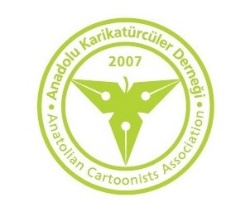 Anadolu Karikatürcüler Derneği
2007
Anatolian Cartoonists Association